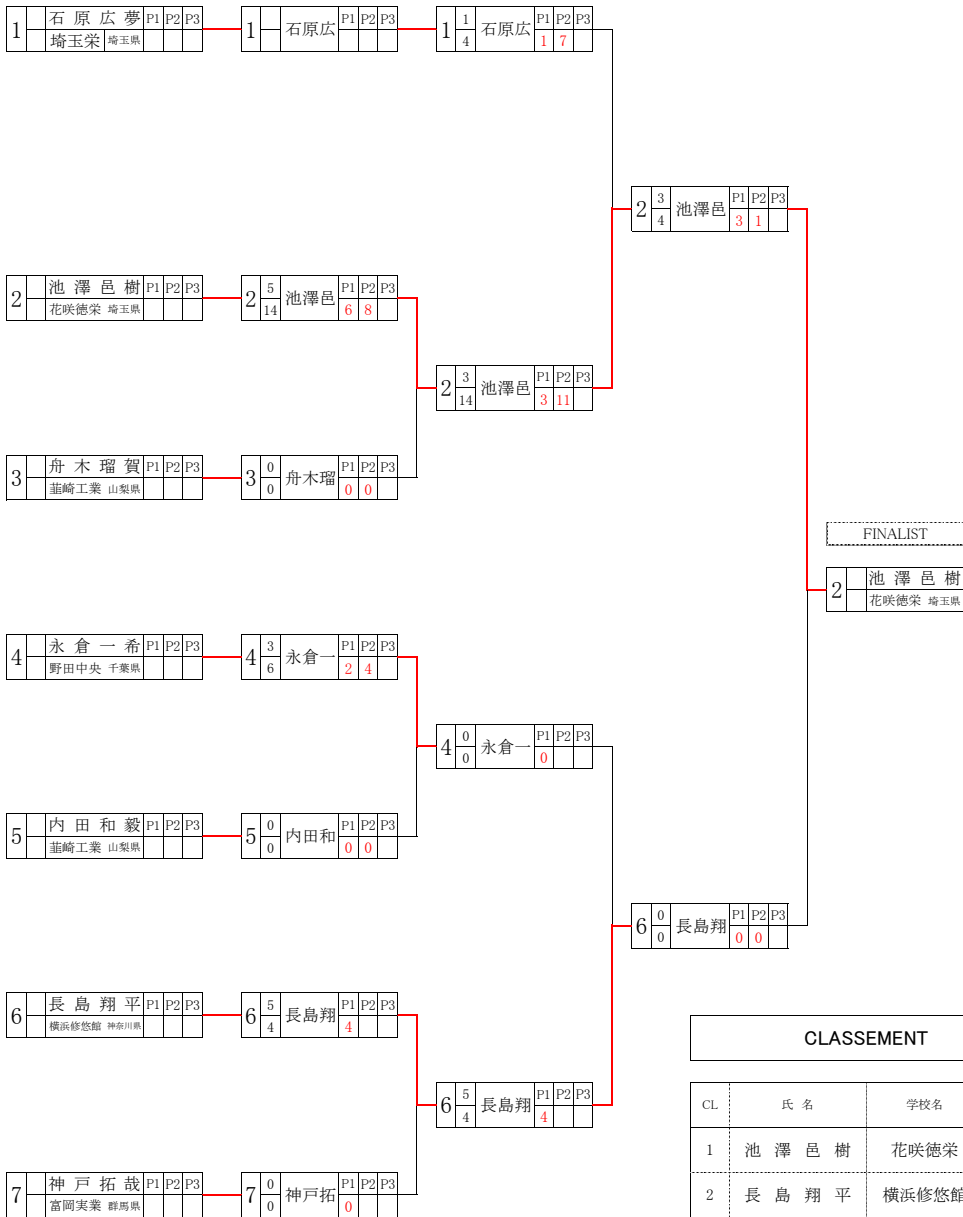 1 石原広夢 P1 P2 P3
埼玉栄 埼玉県
1 石原広 P1 P2 P3
1 1 石原広 P1 P2 P3
4 1 7
2 3 池澤邑 P1 P2 P3
4 3 1
2 池澤邑樹 P1 P2 P3
花咲徳栄 埼玉県
2 5 池澤邑 P1 P2 P3
14 6 8
2 3 池澤邑 P1 P2 P3
14 3 11
3 舟木瑠賀 P1 P2 P3
韮崎工業 山梨県
3 0 舟木瑠 P1 P2 P3
0 0 0
FINALIST
2 池澤邑樹
花咲徳栄 埼玉県
4 永倉一希 P1 P2 P3
野田中央 千葉県
4 3 永倉一 P1 P2 P3
6 2 4
4 0 永倉一 P1 P2 P3
0 0
5 内田和毅 P1 P2 P3
韮崎工業 山梨県
5 0 内田和 P1 P2 P3
0 0 0
6 0 長島翔 P1 P2 P3
0 0 0
6 長島翔平 P1 P2 P3
横浜修悠館 神奈川県
6 5 長島翔 P1 P2 P3
4 4
6 5 長島翔 P1 P2 P3
4 4
7 神戸拓哉 P1 P2 P3
富岡実業 群馬県
7 0 神戸拓 P1 P2 P3
0 0
CLASSEMENT
CL 氏名 学校名
1 池澤邑樹 花咲徳栄
2 長島翔平 横浜修悠館